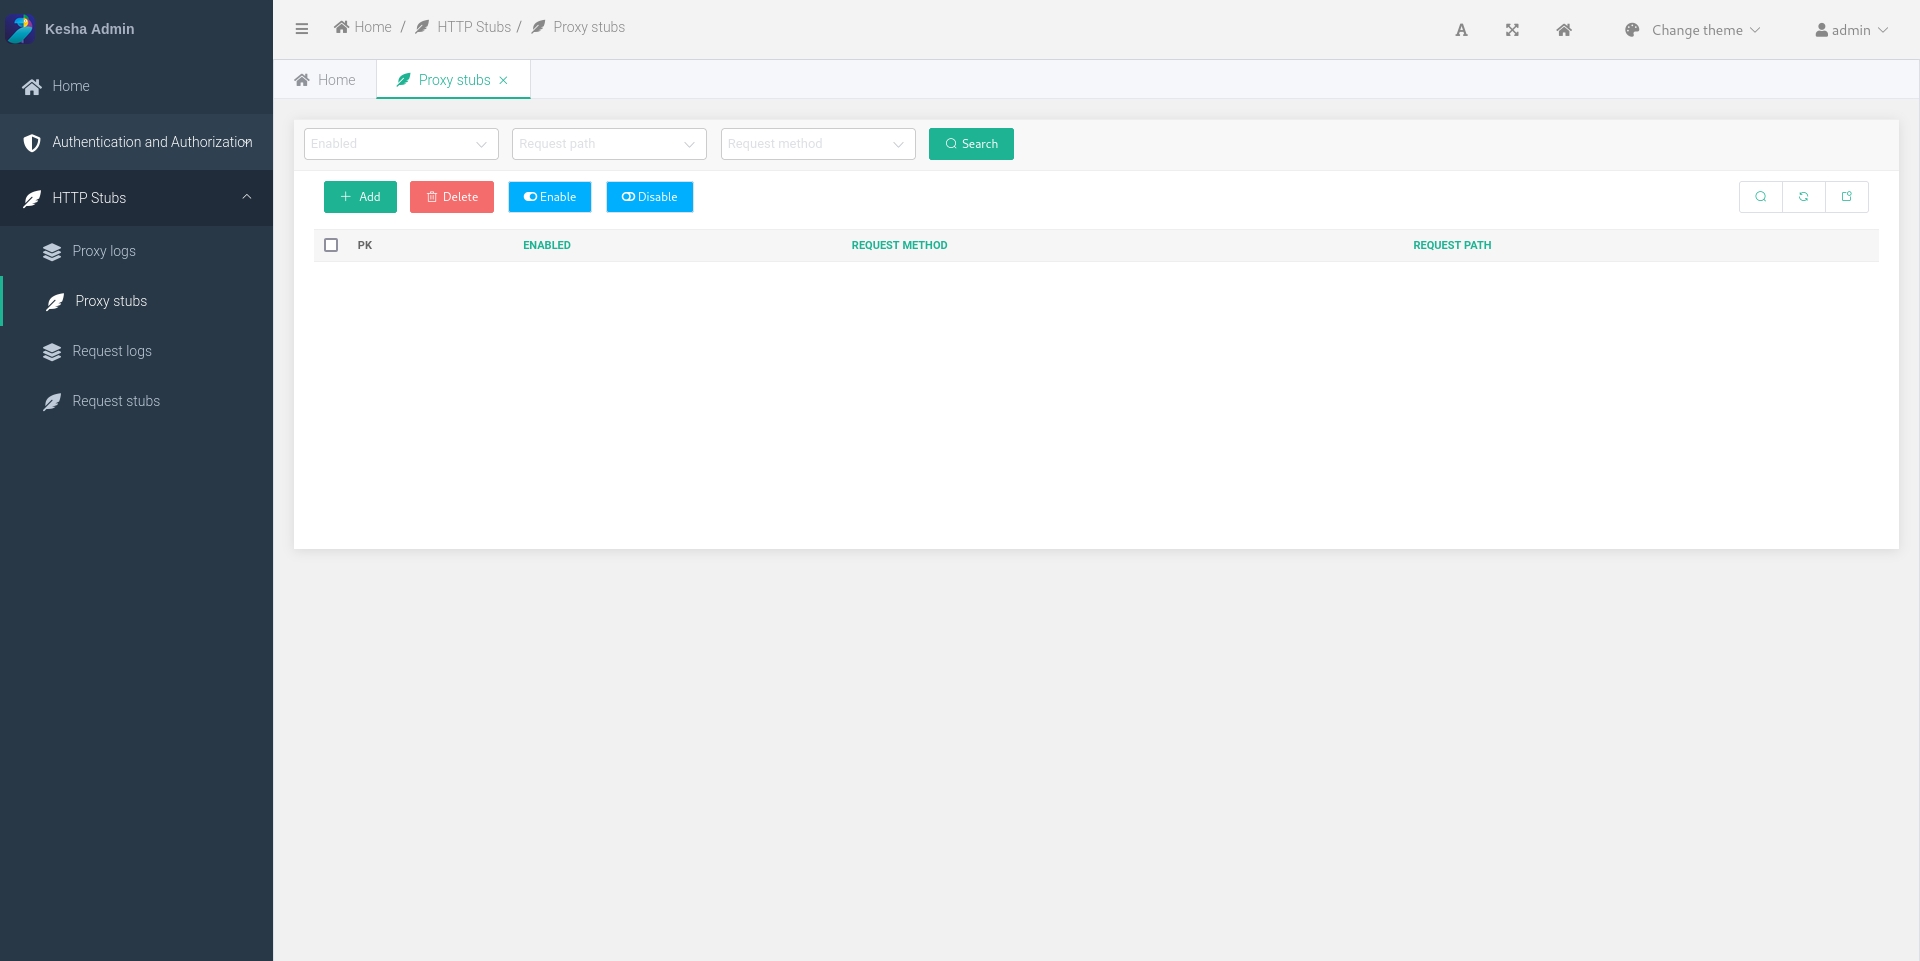 Kesha Admin
Home
Authentication and Authorization
HTTP Stubs
Proxy logs
Proxy stubs
Request logs
Request stubs
Home / HTTP Stubs / Proxy stubs
A
Change theme
admin
Home
Proxy stubs
Enabled
Request path
Request method
Search
Add
Delete
Enable
Disable
PK ENABLED REQUEST METHOD REQUEST PATH